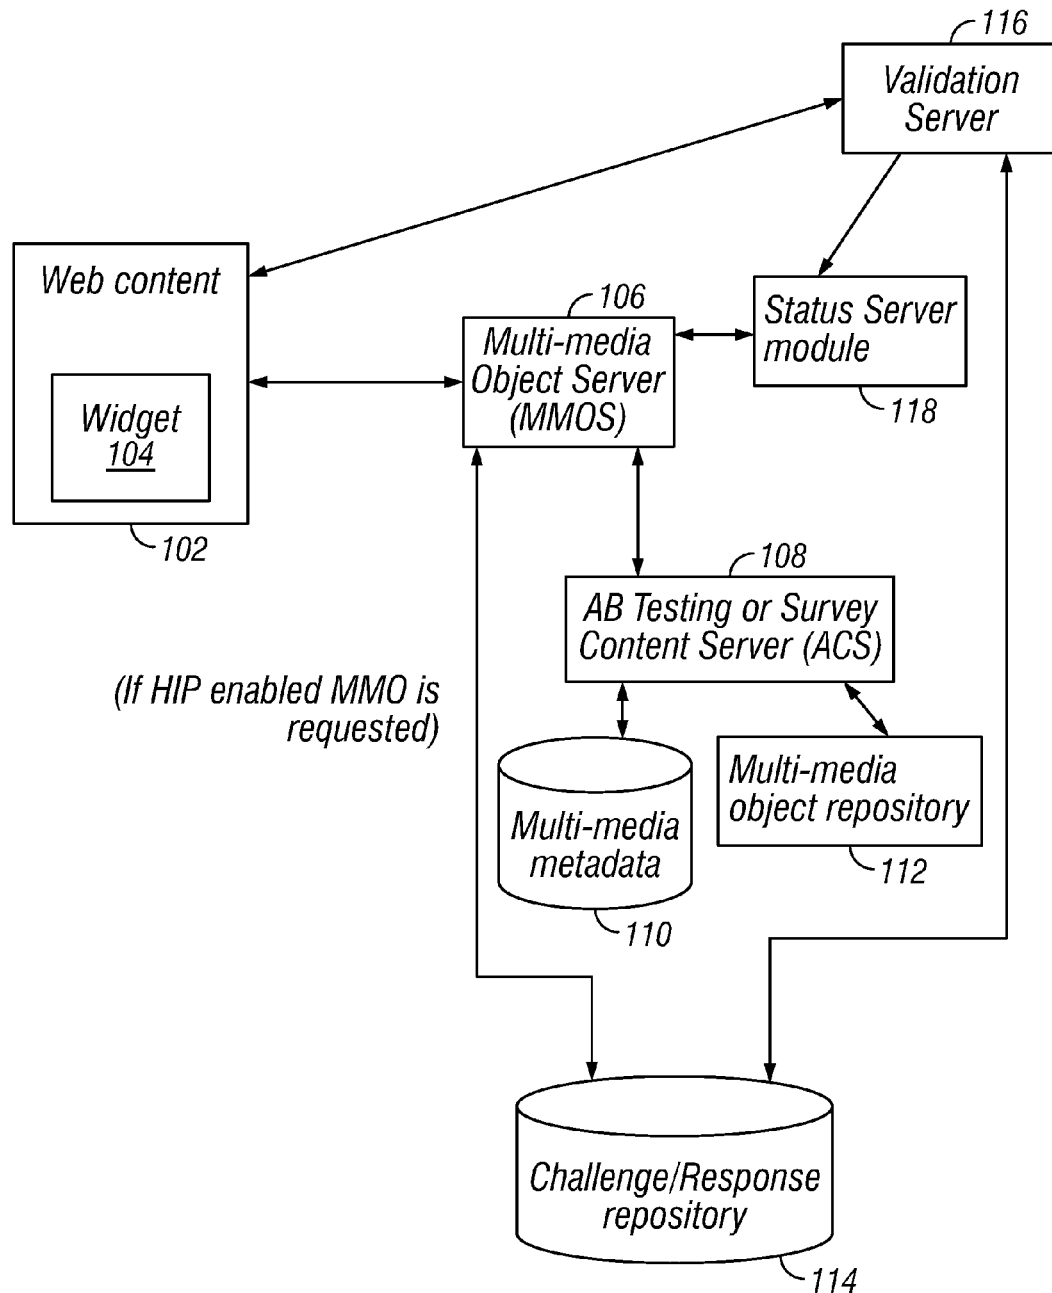 116
Validation
Server
Web content
106
Multi-media
Object Server
(MMOS)
Status Server
module
118
Widget
104
102
108
AB Testing or Survey
Content Server (ACS)
(If HIP enabled MMO is
requested)
Multi-media
object repository
112
Multi-media
metadata
110
Challenge/Response
repository
114